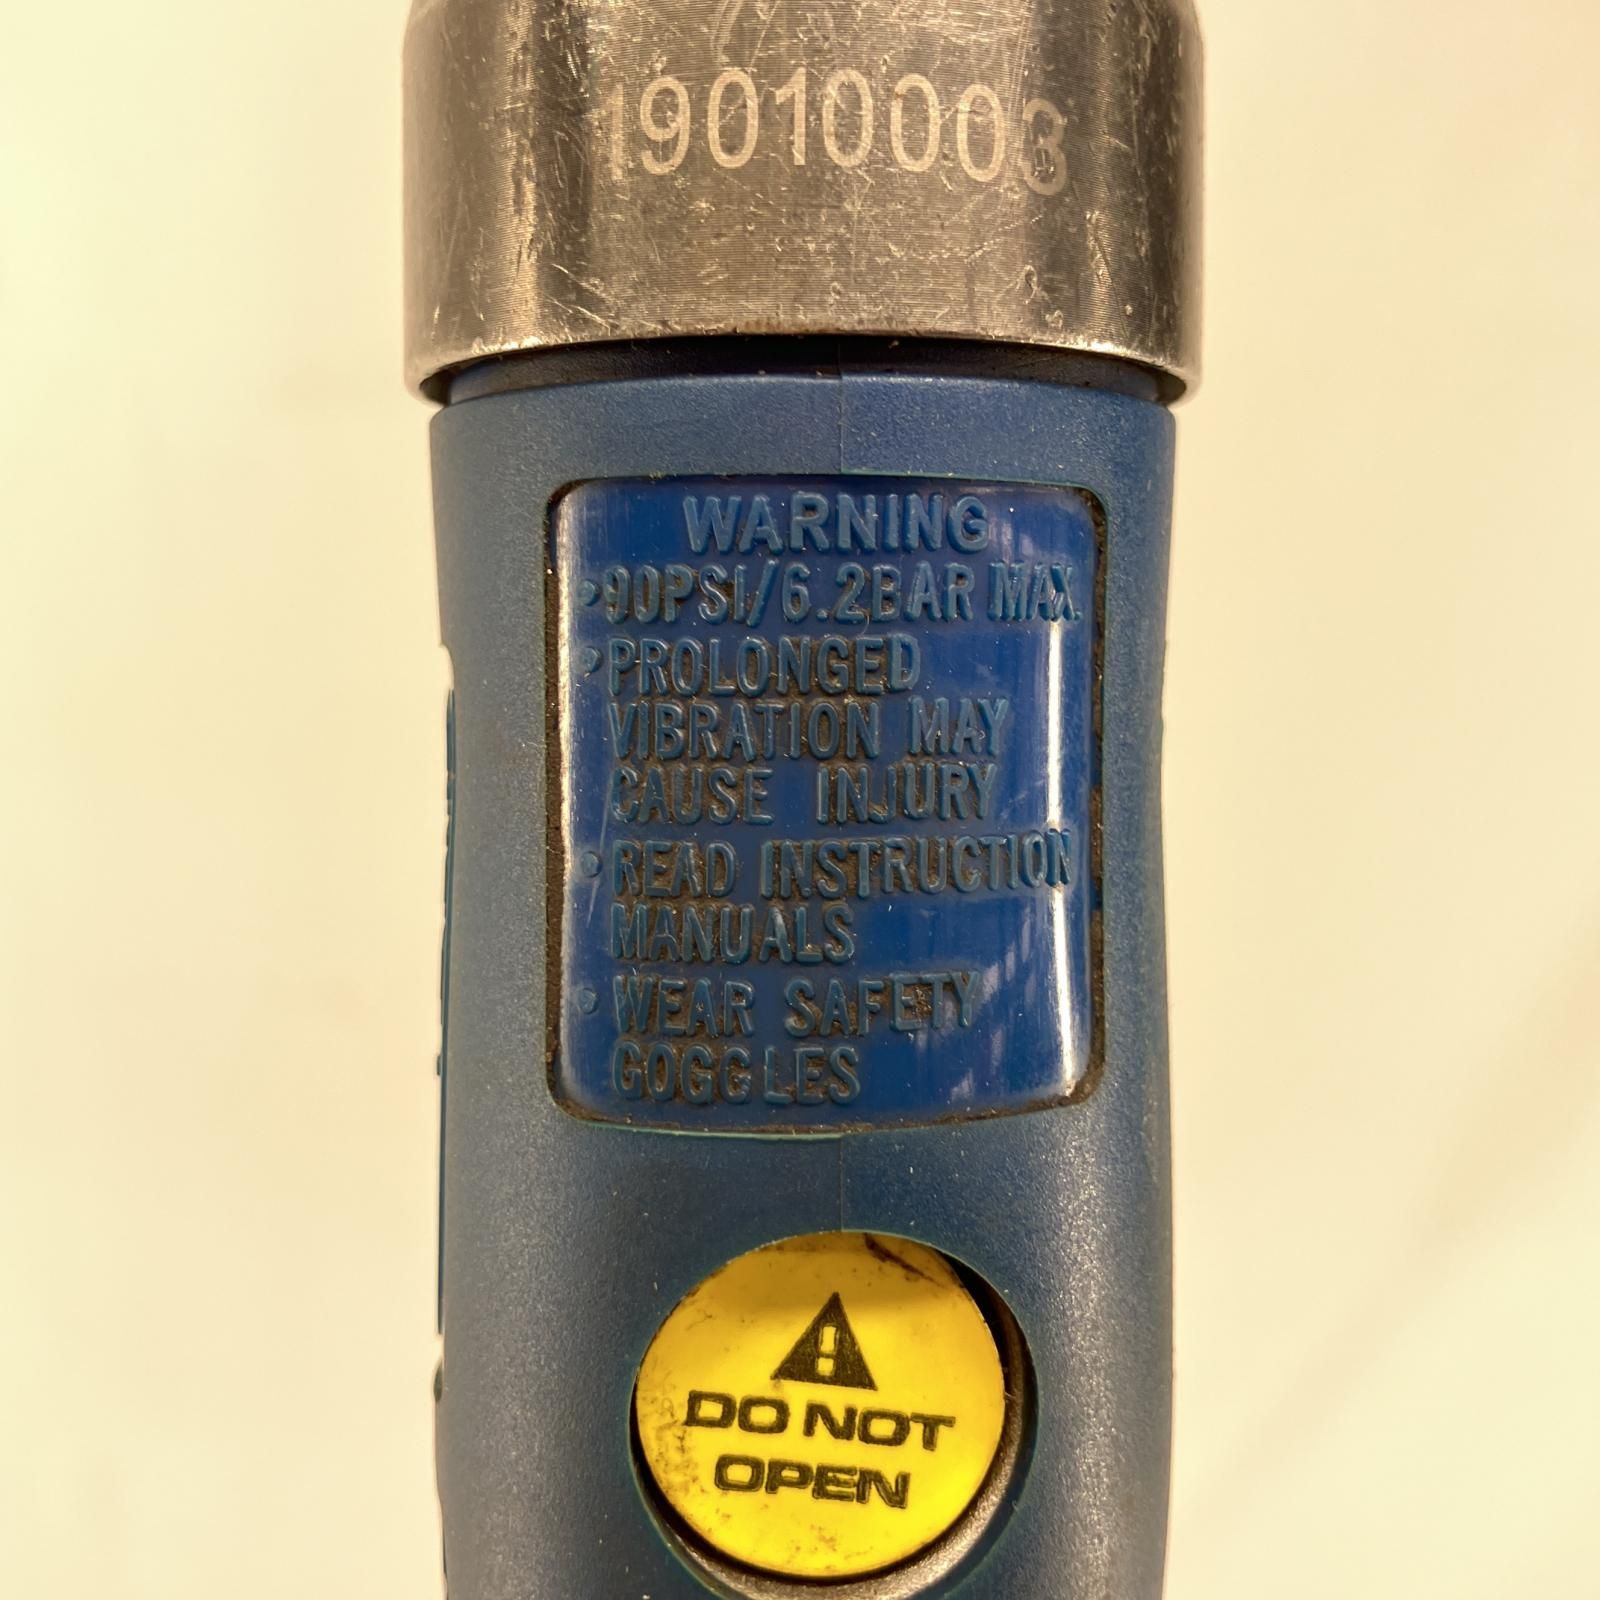 19010003
WARNING
•90PSI/6.2BAR MAX.
•PROLONGED
VIBRATION MAY
CAUSE INJURY
•READ INSTRUCTION
MANUALS
•WEAR SAFETY
GOGGLES
DO NOT
OPEN